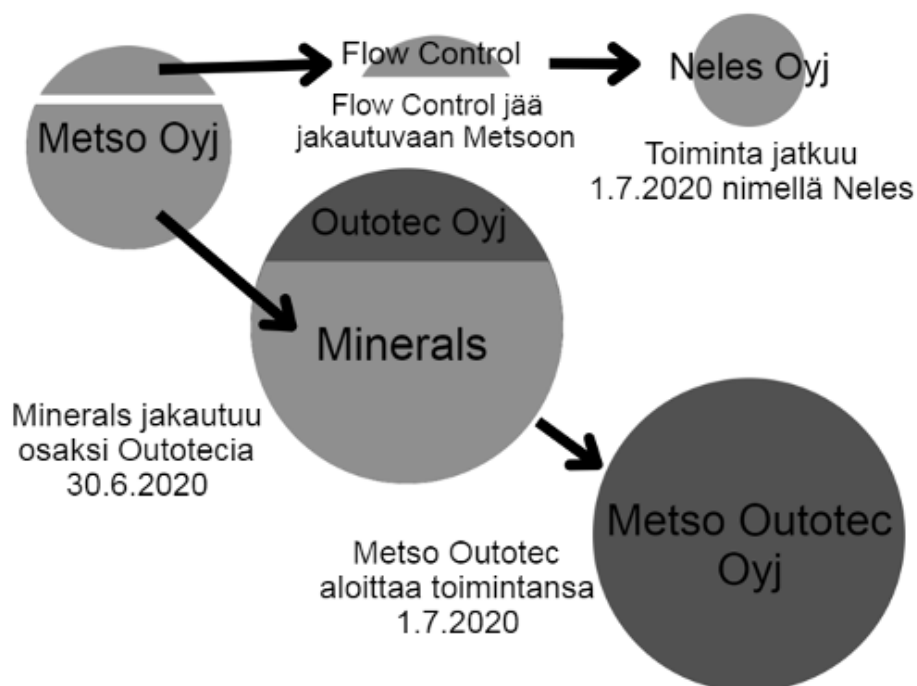 Metso Oyj
Flow Control
Flow Control jää
jakautuvaan Metsoon
Neles Oyj
Toiminta jatkuu
1.7.2020 nimellä Neles
Outotec Oyj
Minerals
Minerals jakautuu
osaksi Outotecia
30.6.2020
Metso Outotec
aloittaa toimintansa
1.7.2020
Metso Outotec
Oyj